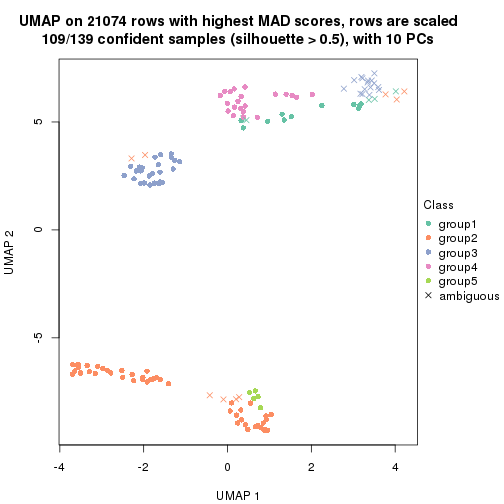 UMAP on 21074 rows with highest MAD scores, rows are scaled
109/139 confident samples (silhouette > 0.5), with 10 PCs
5
0
-5
UMAP 2
-4
-2
0
2
4
UMAP 1
Class
group1
group2
group3
group4
group5
ambiguous